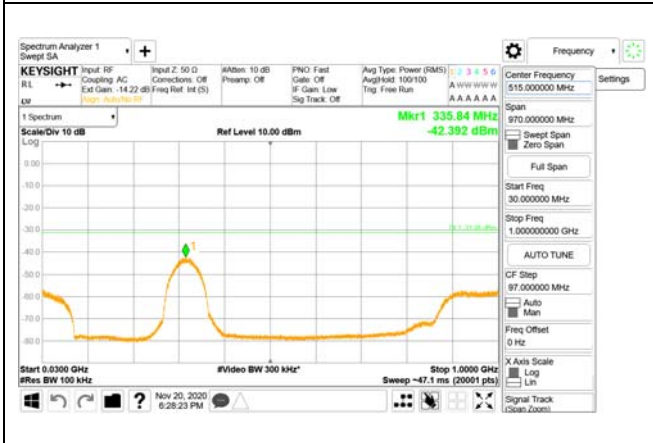 Spectrum Analyzer 1
Swept SA
+
Frequency
KEYSIGHT
RL
Input: RF
Coupling: AC
Ext Gain: -14.22 dB
Align: Auto/No RF
Input Z: 50 Ω
Corrections: Off
Freq Ref: Int (S)
#Atten: 10 dB
Preamp: Off
PNO: Fast
Gate: Off
IF Gain: Low
Sig Track: Off
Avg Type: Power (RMS)
Avg|Hold: 100/100
Trig: Free Run
1 2 3 4 5 6
A W W W W W
A A A A A A
1 Spectrum
Scale/Div 10 dB
Log
Ref Level 10.00 dBm
Mkr1 335.84 MHz
-42.392 dBm
0.00
-10.0
-20.0
-30.0
-40.0
-50.0
-60.0
-70.0
-80.0
1
Start 0.0300 GHz
#Res BW 100 kHz
#Video BW 300 kHz*
Stop 1.0000 GHz
Sweep ~47.1 ms (20001 pts)
Nov 20, 2020
6:28:23 PM
?
Settings
Center Frequency
515.000000 MHz
Span
970.000000 MHz
Swept Span
Zero Span
Full Span
Start Freq
30.000000 MHz
Stop Freq
1.000000000 GHz
AUTO TUNE
CF Step
97.000000 MHz
Auto
Man
Freq Offset
0 Hz
X Axis Scale
Log
Lin
Signal Track
(Span Zoom)